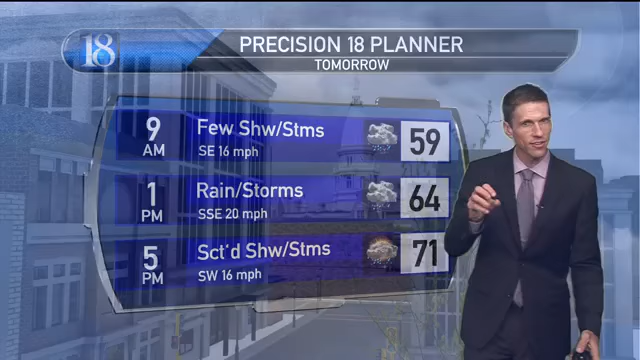 18
PRECISION 18 PLANNER
TOMORROW
9 AM
Few Shw/Stms
SE 16 mph
59
1 PM
Rain/Storms
SSE 20 mph
64
5 PM
Sct'd Shw/Stms
SW 16 mph
71